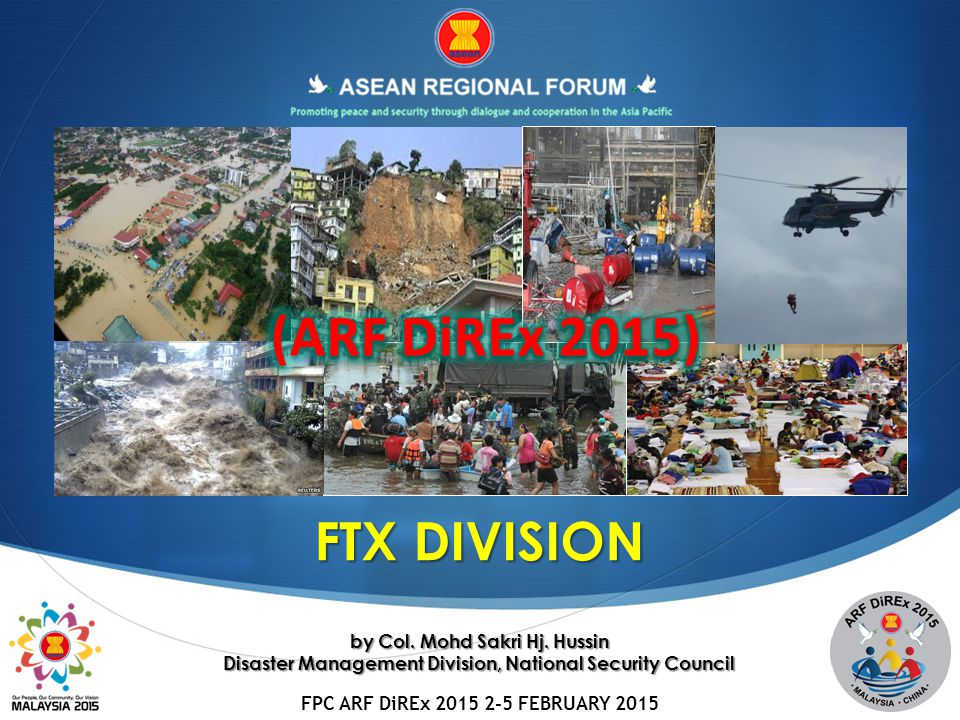 ASEAN REGIONAL FORUM
Promoting peace and security through dialogue and cooperation in the Asia Pacific
REUTERS
(ARF DiREx 2015)
FTX DIVISION
Our People, Our Community, Our Vision
MALAYSIA 2015
by Col. Mohd Sakri Hj. Hussin
Disaster Management Division, National Security Council
FPC ARF DiREx 2015 2-5 FEBRUARY 2015
ARF DiREx 2015
• MALAYSIA - CHINA •